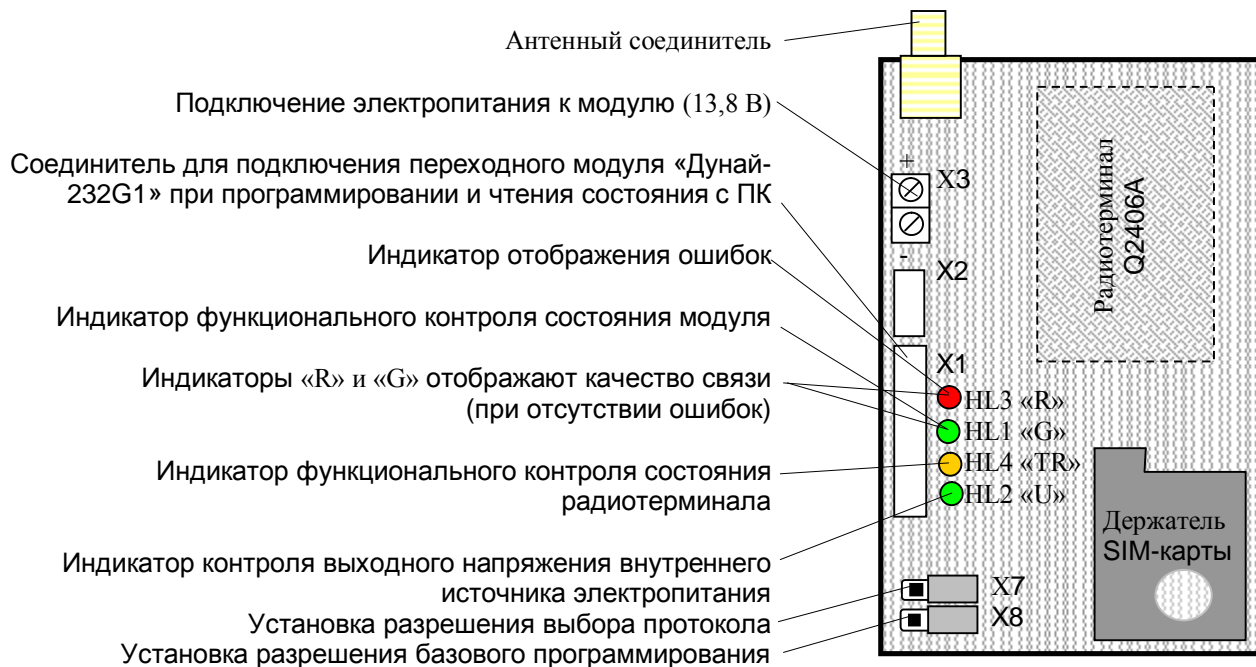 Антенный соединитель
Подключение электропитания к модулю (13,8 В)
Соединитель для подключения переходного модуля «Дунай-
232G1» при программировании и чтения состояния с ПК
Индикатор отображения ошибок
Индикатор функционального контроля состояния модуля
Индикаторы «R» и «G» отображают качество связи
(при отсутствии ошибок)
Индикатор функционального контроля состояния
радиотерминала
Индикатор контроля выходного напряжения внутреннего
источника электропитания
Установка разрешения выбора протокола
Установка разрешения базового программирования
+
X3
-
X2
X1
HL3 «R»
HL1 «G»
HL4 «TR»
HL2 «U»
X7
X8
Радиотерминал
Q2406A
Держатель
SIM-карты